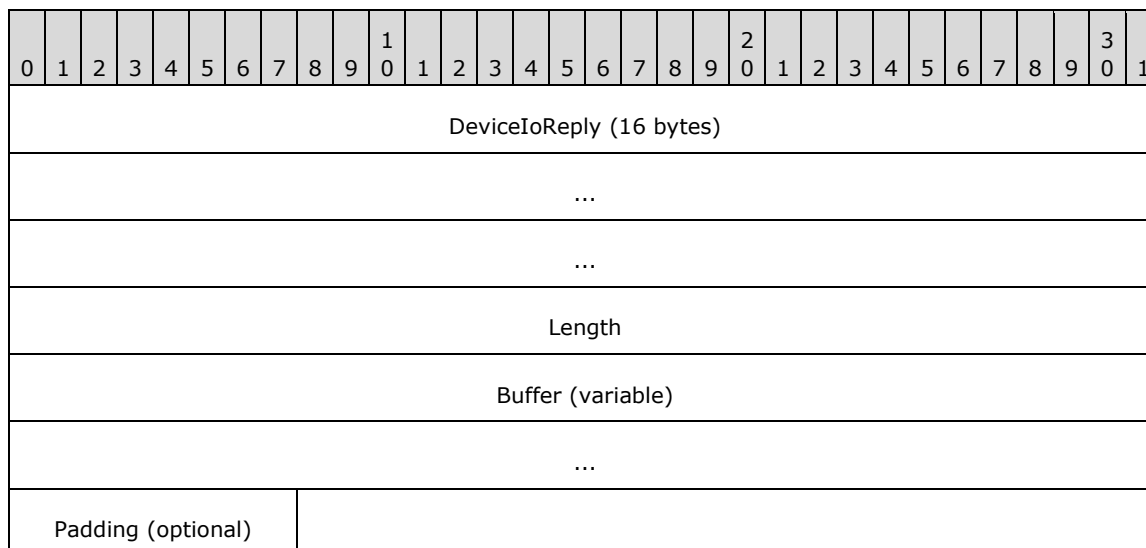 0 1 2 3 4 5 6 7 8 9 1 0 1 2 3 4 5 6 7 8 9 2 0 1 2 3 4 5 6 7 8 9 3 0 1
DeviceIoReply (16 bytes)
...
...
Length
Buffer (variable)
...
Padding (optional)